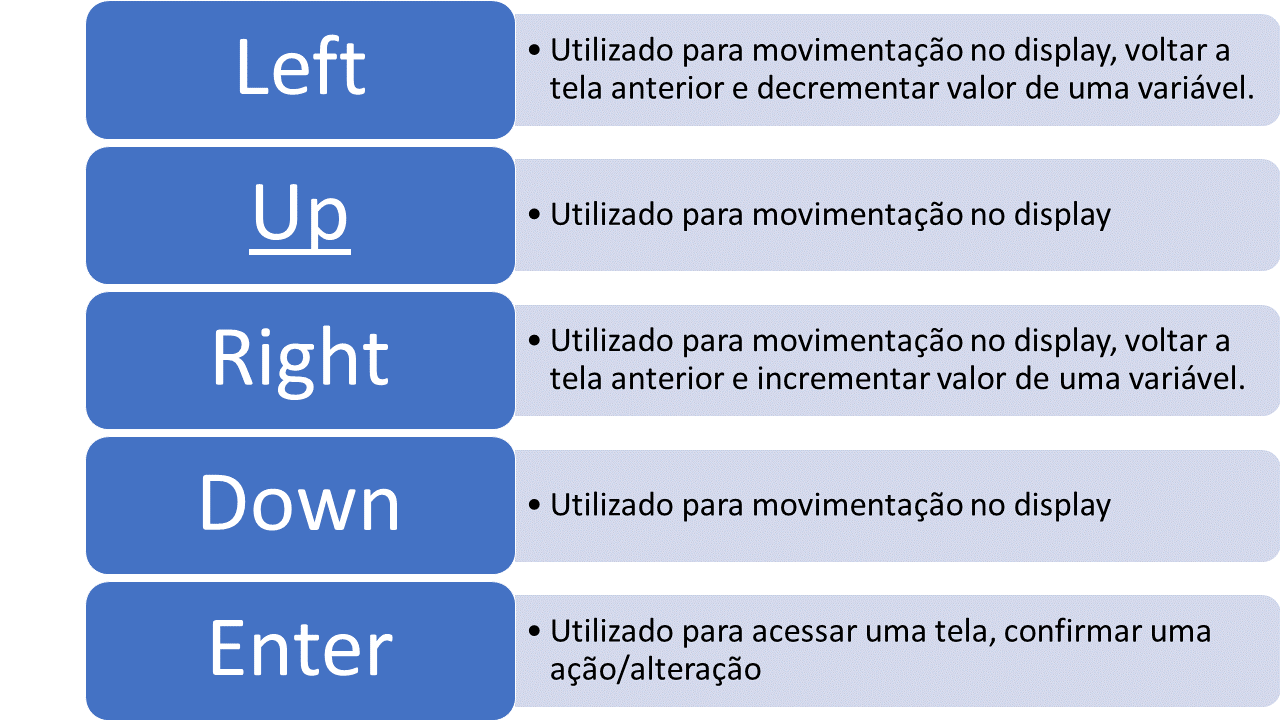 Left
• Utilizado para movimentação no display, voltar a
tela anterior e decrementar valor de uma variável.
Up
• Utilizado para movimentação no display
Right
• Utilizado para movimentação no display, voltar a
tela anterior e incrementar valor de uma variável.
Down
• Utilizado para movimentação no display
Enter
• Utilizado para acessar uma tela, confirmar uma
ação/alteração